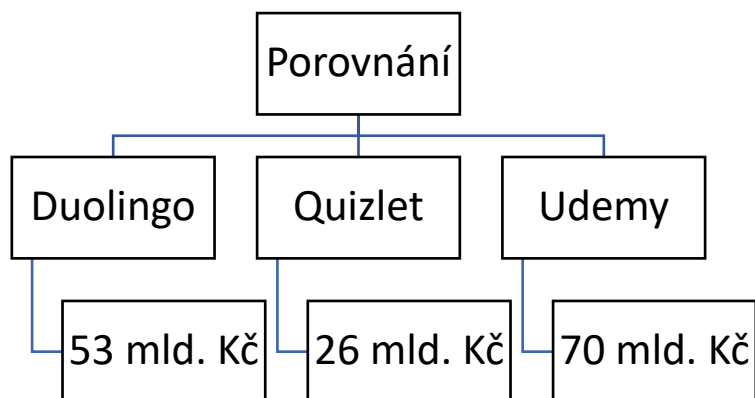 Porovnání
Duolingo
Quizlet
Udemy
53 mld. Kč
26 mld. Kč
70 mld. Kč